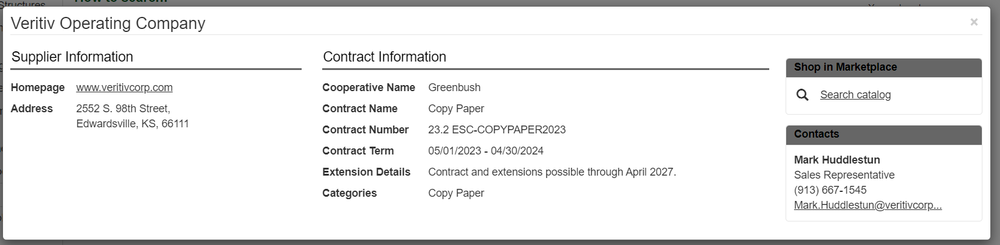 Structures
Veritiv Operating Company
×
Supplier Information
Homepage www.veritivcorp.com
Address 2552 S. 98th Street,
Edwardsville, KS, 66111
Contract Information
Cooperative Name Greenbush
Contract Name Copy Paper
Contract Number 23.2 ESC-COPYPAPER2023
Contract Term 05/01/2023 - 04/30/2024
Extension Details Contract and extensions possible through April 2027.
Categories Copy Paper
Shop in Marketplace
Search catalog
Contacts
Mark Huddlestun
Sales Representative
(913) 667-1545
Mark.Huddlestun@veritivcorp...